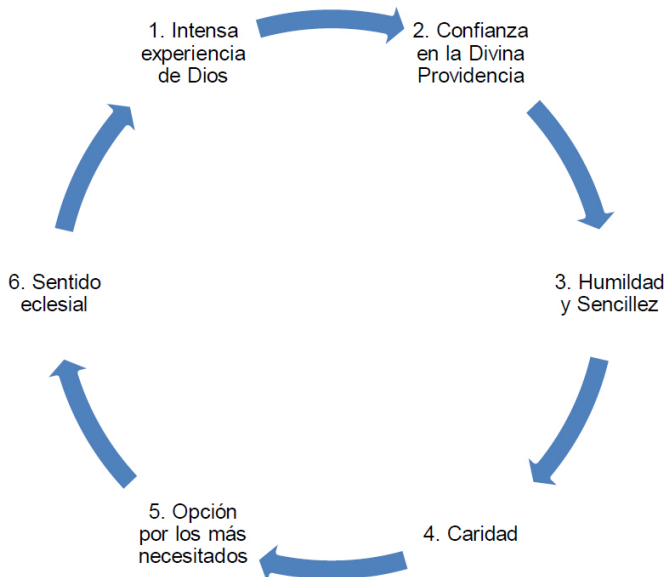 1. Intensa
experiencia
de Dios
2. Confianza
en la Divina
Providencia
3. Humildad
y Sencillez
4. Caridad
5. Opción
por los más
necesitados
6. Sentido
eclesial